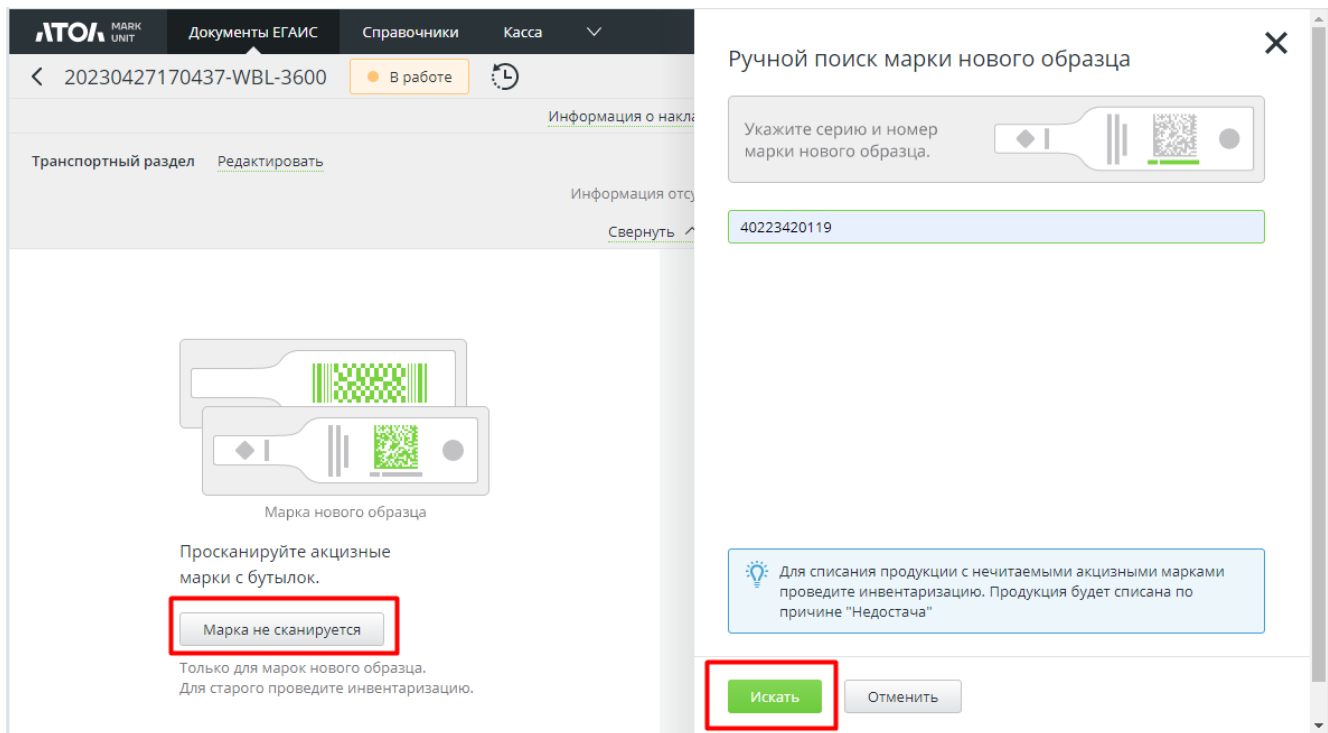 АТОЛ MARK UNIT Документы ЕГАИС Справочники Касса
20230427170437-WBL-3600 В работе
Информация о накла
Транспортный раздел Редактировать
Информация отсу
Свернуть
Марка нового образца
Просканируйте акцизные
марки с бутылок.
Марка не сканируется
Только для марок нового образца.
Для старого проведите инвентаризацию.
Ручной поиск марки нового образца
Укажите серию и номер
марки нового образца.
40223420119
Для списания продукции с нечитаемыми акцизными марками
проведите инвентаризацию. Продукция будет списана по
причине "Недостача"
Искать Отменить